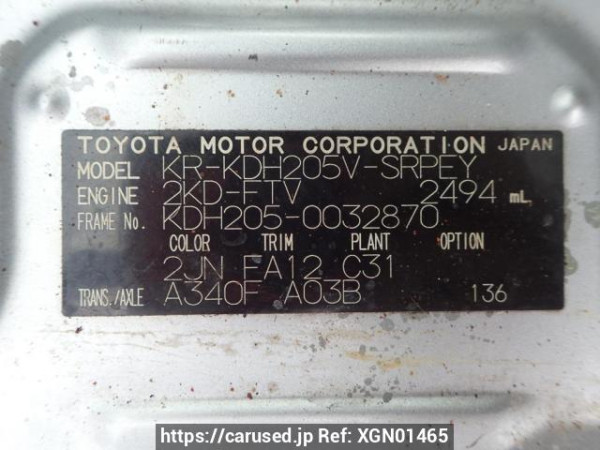 TOYOTA MOTOR CORPORATION JAPAN
MODEL KR-KDH205V-SRPEY
ENGINE 2KD-FTV 2494 mL
FRAME No. KDH205-0032870
COLOR TRIM PLANT OPTION
2JN FA12 C31
TRANS./AXLE A340F A03B 136
https://carused.jp Ref: XGN01465